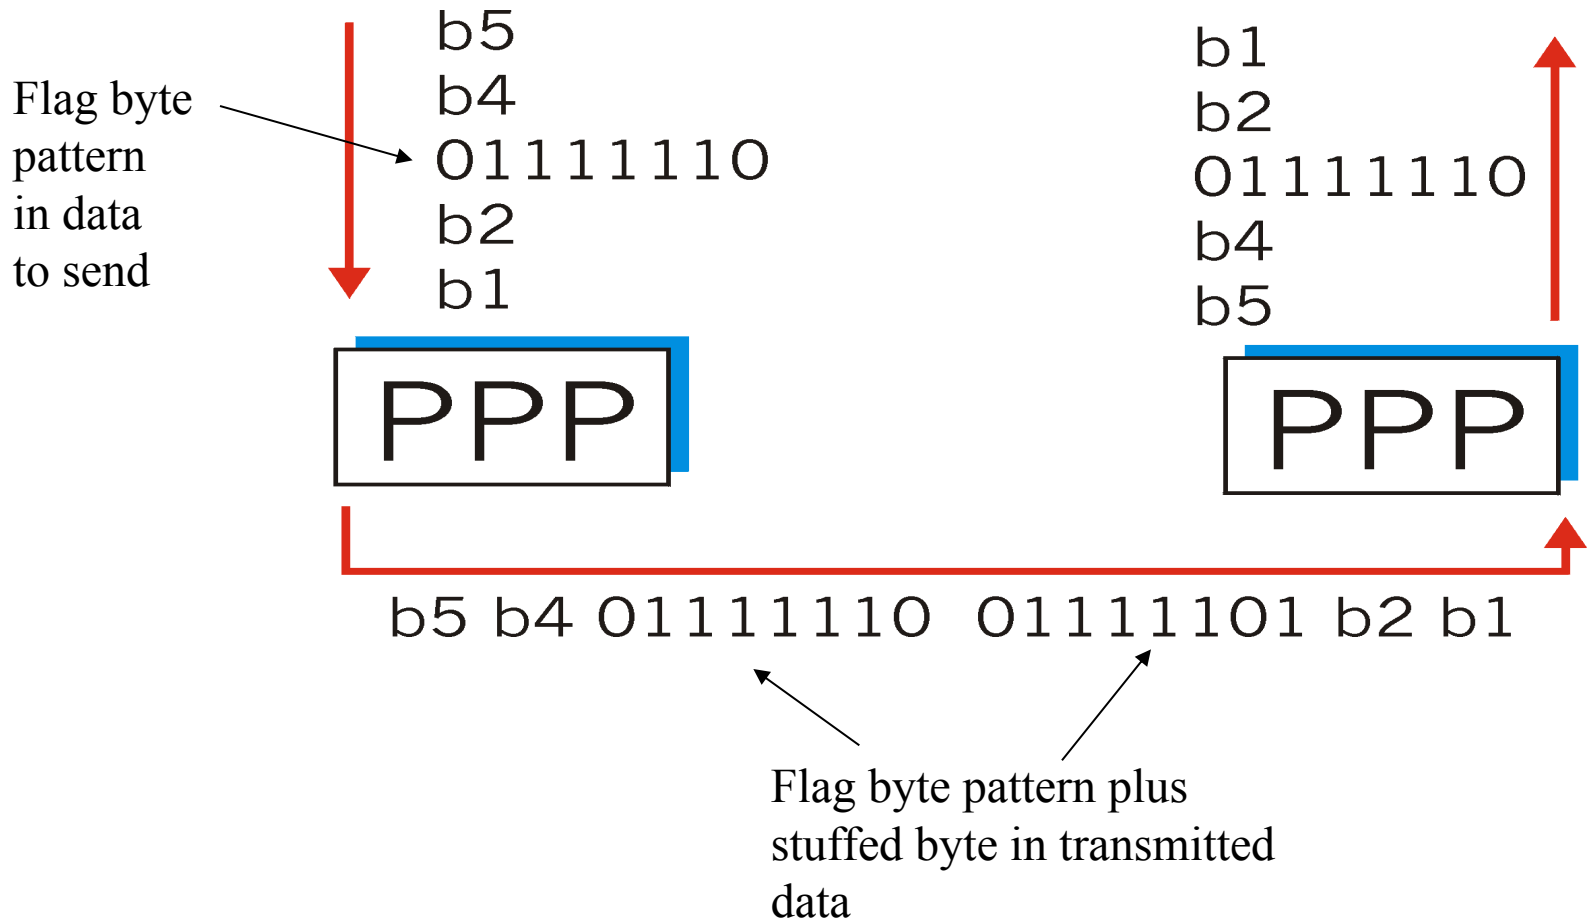 Flag byte
pattern
in data
to send
b5
b4
01111110
b2
b1
PPP
b1
b2
01111110
b4
b5
PPP
b5 b4 01111110 01111101 b2 b1
Flag byte pattern plus
stuffed byte in transmitted
data